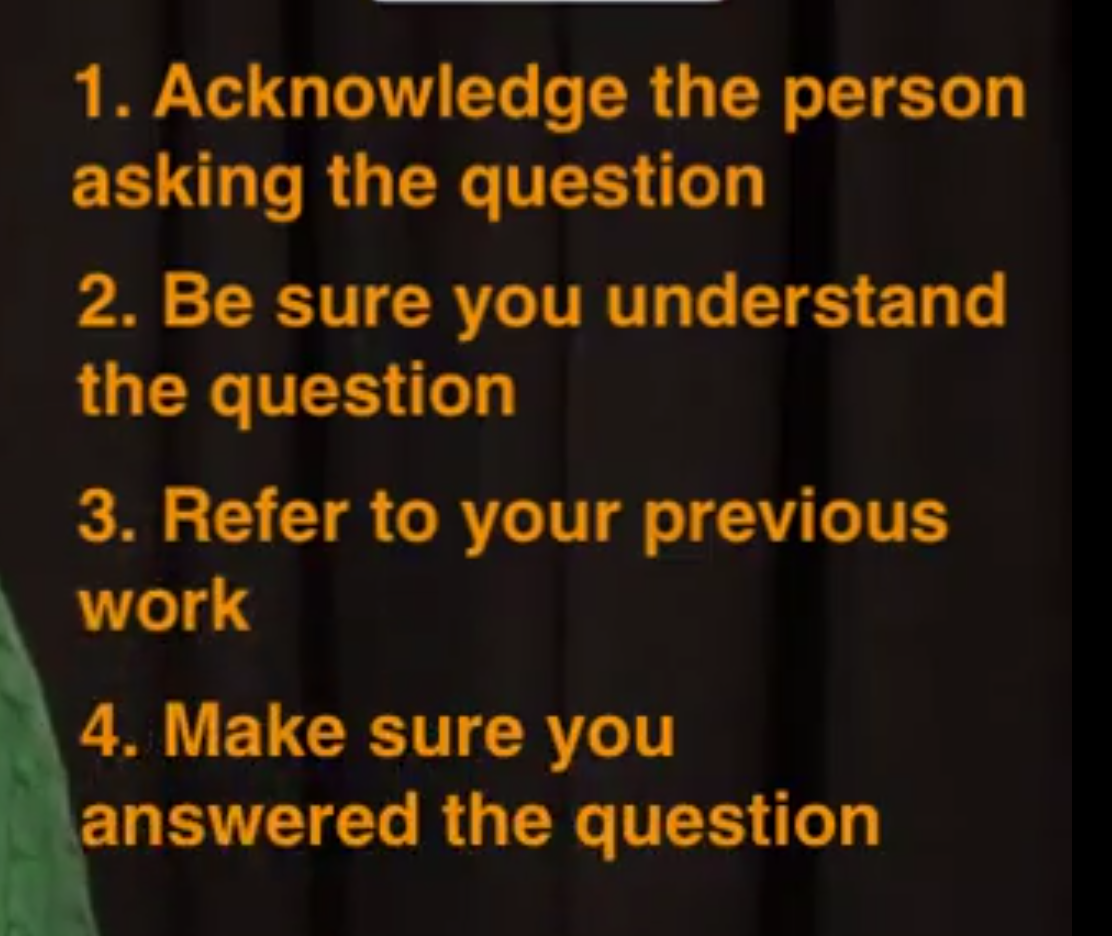 1. Acknowledge the person
asking the question
2. Be sure you understand
the question
3. Refer to your previous
work
4. Make sure you
answered the question